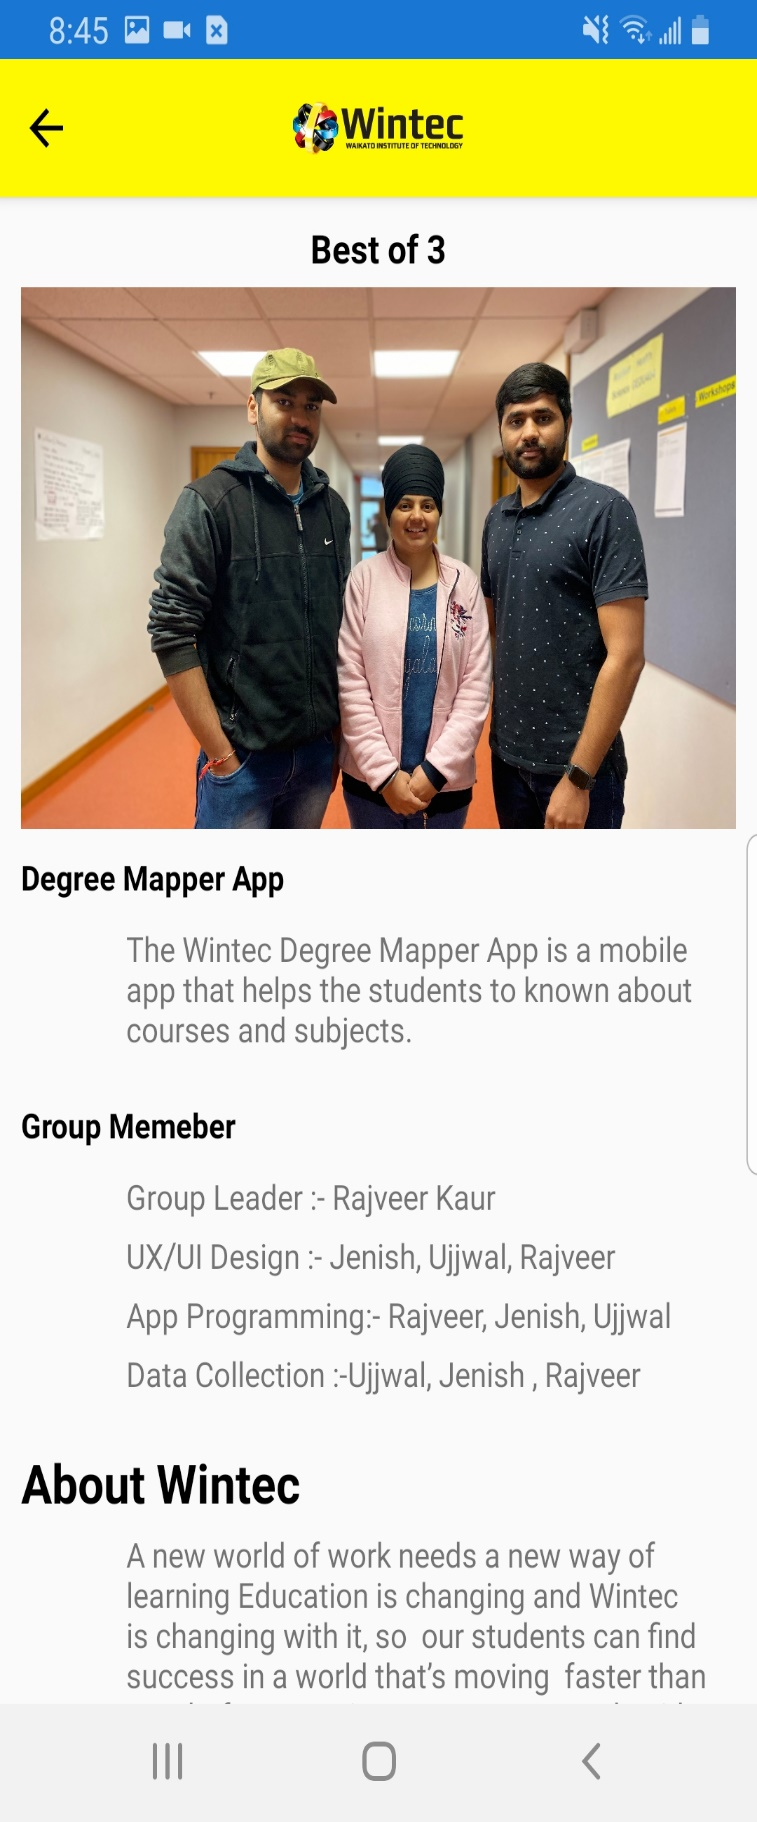 8:45
Wintec
WAIKATO INSTITUTE OF TECHNOLOGY
Best of 3
Workshops
Degree Mapper App
The Wintec Degree Mapper App is a mobile
app that helps the students to known about
courses and subjects.
Group Memeber
Group Leader :- Rajveer Kaur
UX/UI Design :- Jenish, Ujjwal, Rajveer
App Programming:- Rajveer, Jenish, Ujjwal
Data Collection :-Ujjwal, Jenish , Rajveer
About Wintec
A new world of work needs a new way of
learning Education is changing and Wintec
is changing with it, so  our students can find
success in a world that’s moving  faster than